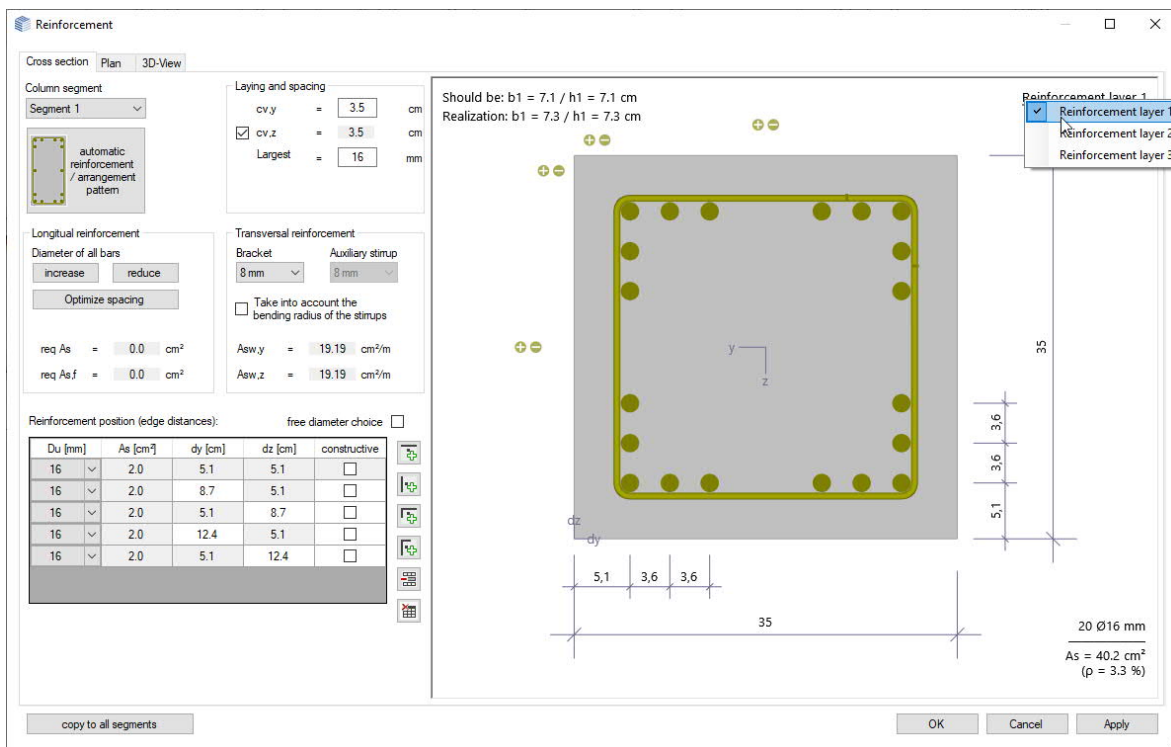 Reinforcement
Cross section Plan 3D-View
Column segment
Segment 1
automatic
reinforcement
/ arrangement
pattern
Laying and spacing
cv,y = 3.5 cm
cv,z = 3.5 cm
Largest = 16 mm
Longitual reinforcement
Diameter of all bars
increase reduce
Optimize spacing
req As = 0.0 cm²
req As,f = 0.0 cm²
Transversal reinforcement
Bracket Auxiliary stirrup
8 mm 8 mm
Take into account the
bending radius of the stirrups
Asw,y = 19.19 cm²/m
Asw,z = 19.19 cm²/m
Reinforcement position (edge distances): free diameter choice
Du [mm] As [cm²] dy [cm] dz [cm] constructive
16 2.0 5.1 5.1
16 2.0 8.7 5.1
16 2.0 5.1 8.7
16 2.0 12.4 5.1
16 2.0 5.1 12.4
Should be: b1 = 7.1 / h1 = 7.1 cm
Realization: b1 = 7.3 / h1 = 7.3 cm
Reinforcement layer 1
Reinforcement layer 1
Reinforcement layer 2
Reinforcement layer 3
y
z
35
3,6
3,6
5,1
dz
dy
5,1 3,6 3,6
35
20 Ø16 mm
As = 40.2 cm²
(ρ = 3.3 %)
copy to all segments OK Cancel Apply